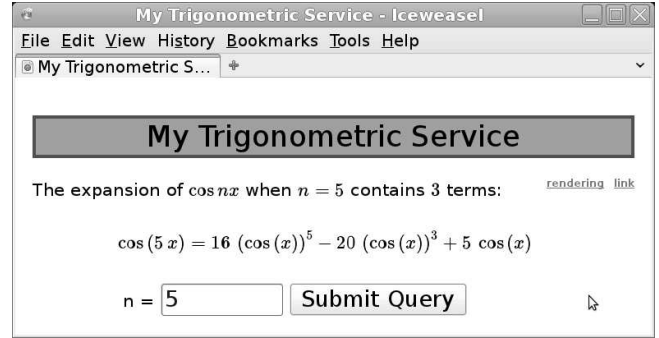 My Trigonometric Service - Iceweasel
File Edit View History Bookmarks Tools Help
My Trigonometric S...
My Trigonometric Service
The expansion of cos nx when n = 5 contains 3 terms:
rendering link
cos (5 x) = 16 (cos (x))⁵ − 20 (cos (x))³ + 5 cos (x)
n = 5 Submit Query